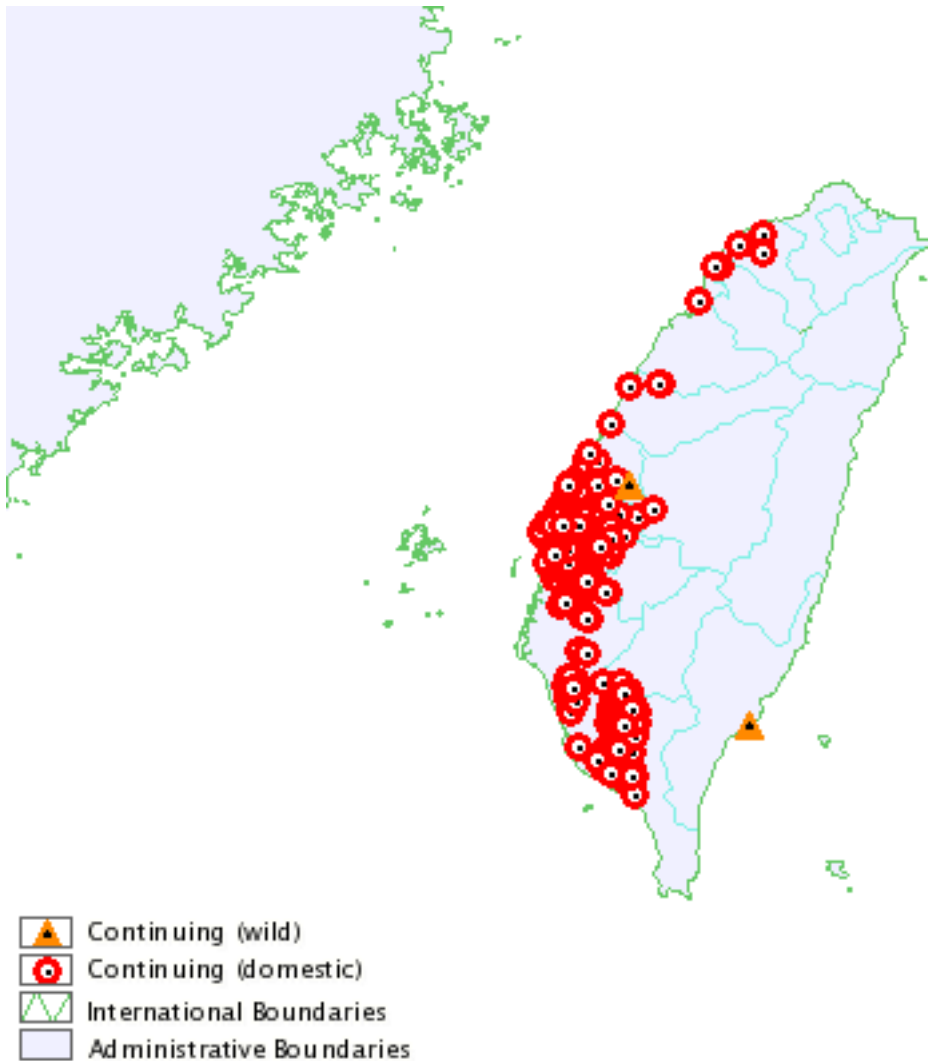 Continuing (wild)
Continuing (domestic)
International Boundaries
Administrative Boundaries